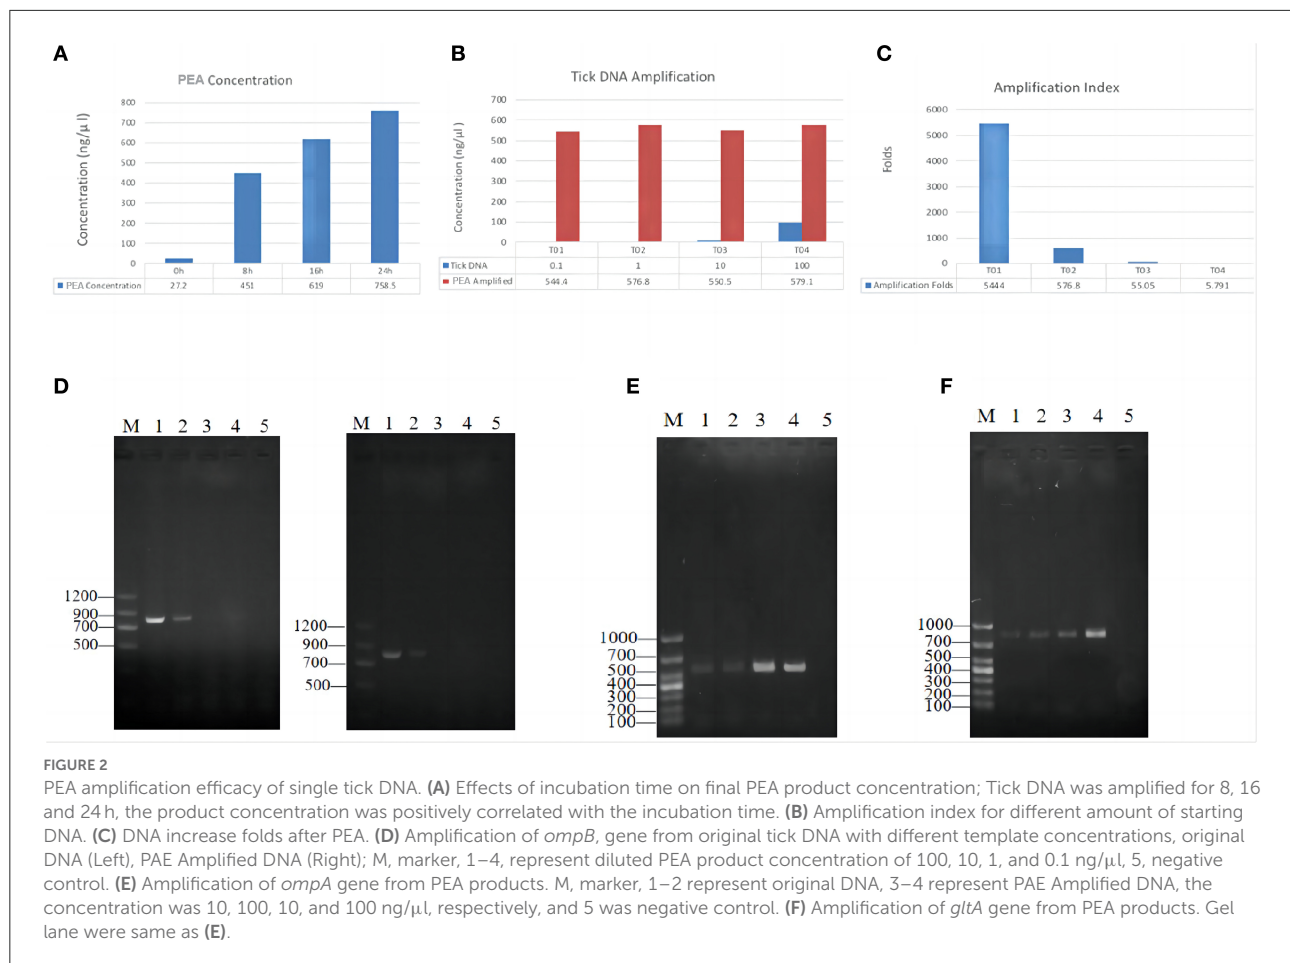 A
B
C
PEA Concentration
Tick DNA Amplification
Amplification Index
Concentration (ng/μl)
800
700
600
500
400
300
200
100
0
0h 8h 16h 24h
PEA Concentration 27.2 451 619 758.5
Concentration (ng/μl)
700
600
500
400
300
200
100
0
T01 T02 T03 T04
Tick DNA 0.1 1 10 100
PEA Amplified 544.4 576.8 550.5 579.1
Folds
6000
5000
4000
3000
2000
1000
0
T01 T02 T03 T04
Amplification Folds 5444 576.8 55.05 5.791
D
M 1 2 3 4 5
1200
900
700
500
M 1 2 3 4 5
1200
900
700
500
E
M 1 2 3 4 5
1000
700
500
400
300
200
100
F
M 1 2 3 4 5
1000
700
500
400
300
200
100
FIGURE 2
PEA amplification efficacy of single tick DNA. (A) Effects of incubation time on final PEA product concentration; Tick DNA was amplified for 8, 16
and 24 h, the product concentration was positively correlated with the incubation time. (B) Amplification index for different amount of starting
DNA. (C) DNA increase folds after PEA. (D) Amplification of ompB, gene from original tick DNA with different template concentrations, original
DNA (Left), PAE Amplified DNA (Right); M, marker, 1–4, represent diluted PEA product concentration of 100, 10, 1, and 0.1 ng/μl, 5, negative
control. (E) Amplification of ompA gene from PEA products. M, marker, 1–2 represent original DNA, 3–4 represent PAE Amplified DNA, the
concentration was 10, 100, 10, and 100 ng/μl, respectively, and 5 was negative control. (F) Amplification of gltA gene from PEA products. Gel
lane were same as (E).